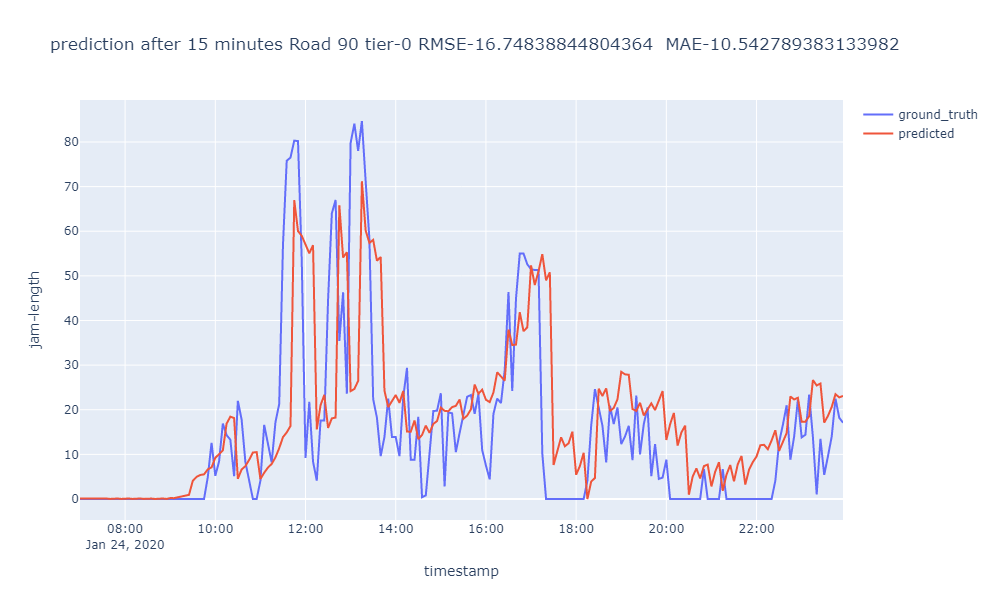 prediction after 15 minutes Road 90 tier-0 RMSE-16.74838844804364  MAE-10.542789383133982
ground_truth
predicted
80
70
60
50
40
30
20
10
0
jam-length
08:00 10:00 12:00 14:00 16:00 18:00 20:00 22:00
Jan 24, 2020
timestamp